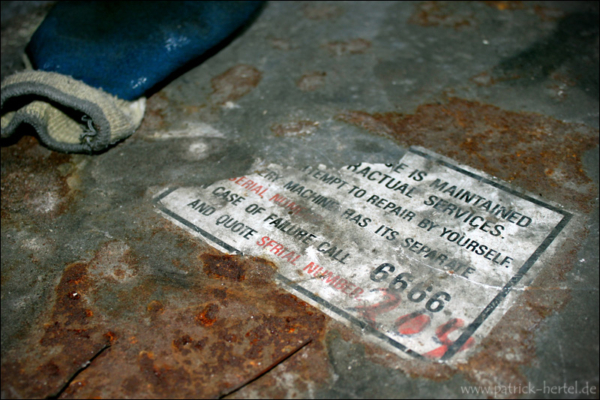 IS MAINTAINED
RACTUAL SERVICES.
TEMPT TO REPAIR BY YOURSELF.
MACHINE HAS ITS SEPARATE
SERIAL
CASE OF FAILURE CALL 6666
AND QUOTE SERIAL NUMBER
www.patrick-hertel.de